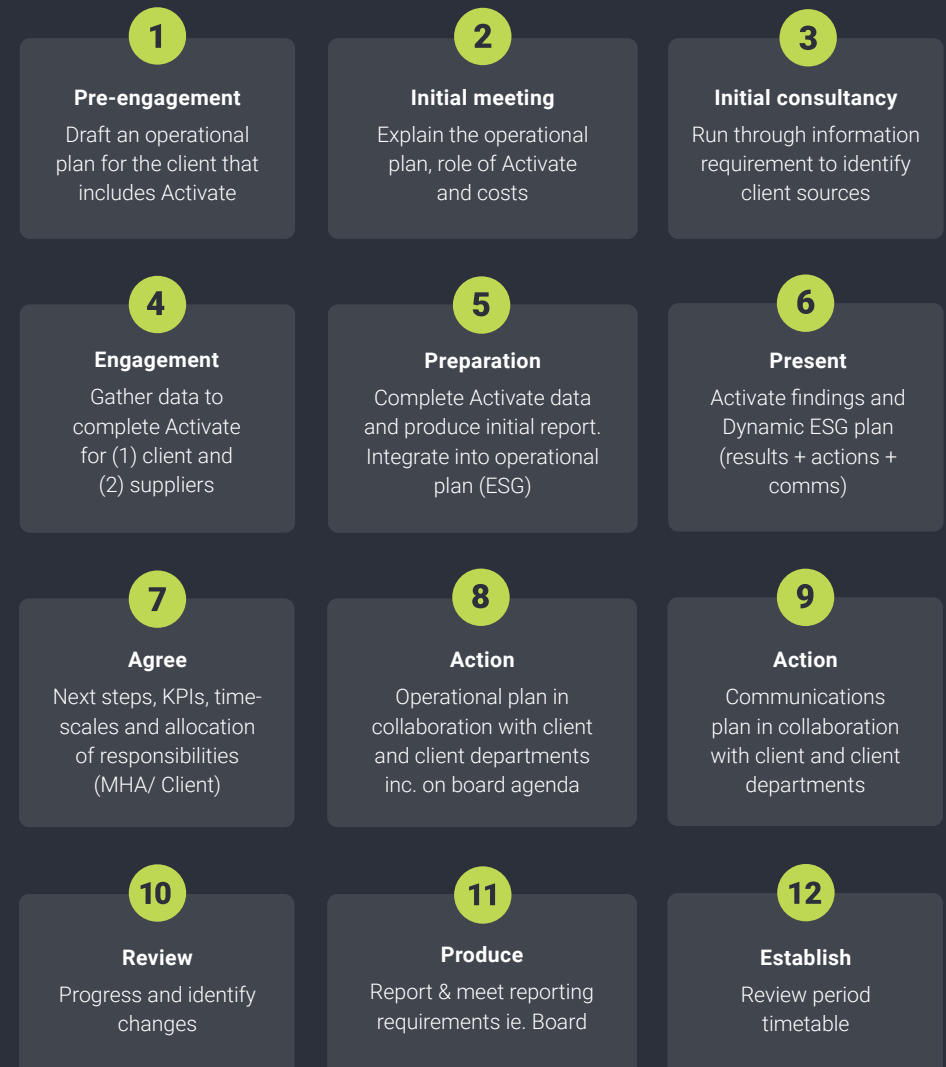 1
Pre-engagement
Draft an operational
plan for the client that
includes Activate
2
Initial meeting
Explain the operational
plan, role of Activate
and costs
3
Initial consultancy
Run through information
requirement to identify
client sources
4
Engagement
Gather data to
complete Activate
for (1) client and
(2) suppliers
5
Preparation
Complete Activate data
and produce initial report.
Integrate into operational
plan (ESG)
6
Present
Activate findings and
Dynamic ESG plan
(results + actions +
comms)
7
Agree
Next steps, KPIs, time-
scales and allocation
of responsibilities
(MHA/ Client)
8
Action
Operational plan in
collaboration with client
and client departments
inc. on board agenda
9
Action
Communications
plan in collaboration
with client and client
departments
10
Review
Progress and identify
changes
11
Produce
Report & meet reporting
requirements ie. Board
12
Establish
Review period
timetable